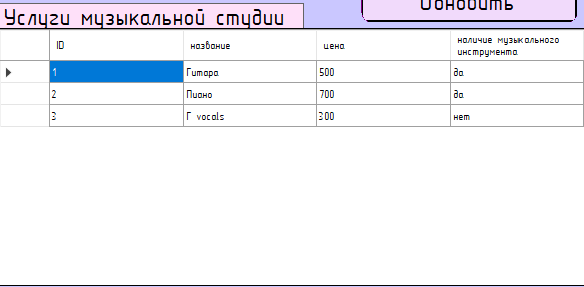 Обновить
Услуги музыкальной студии
ID название цена наличие музыкального
инструмента
1 Гитара 500 да
2 Пиано 700 да
3 F vocals 300 нет